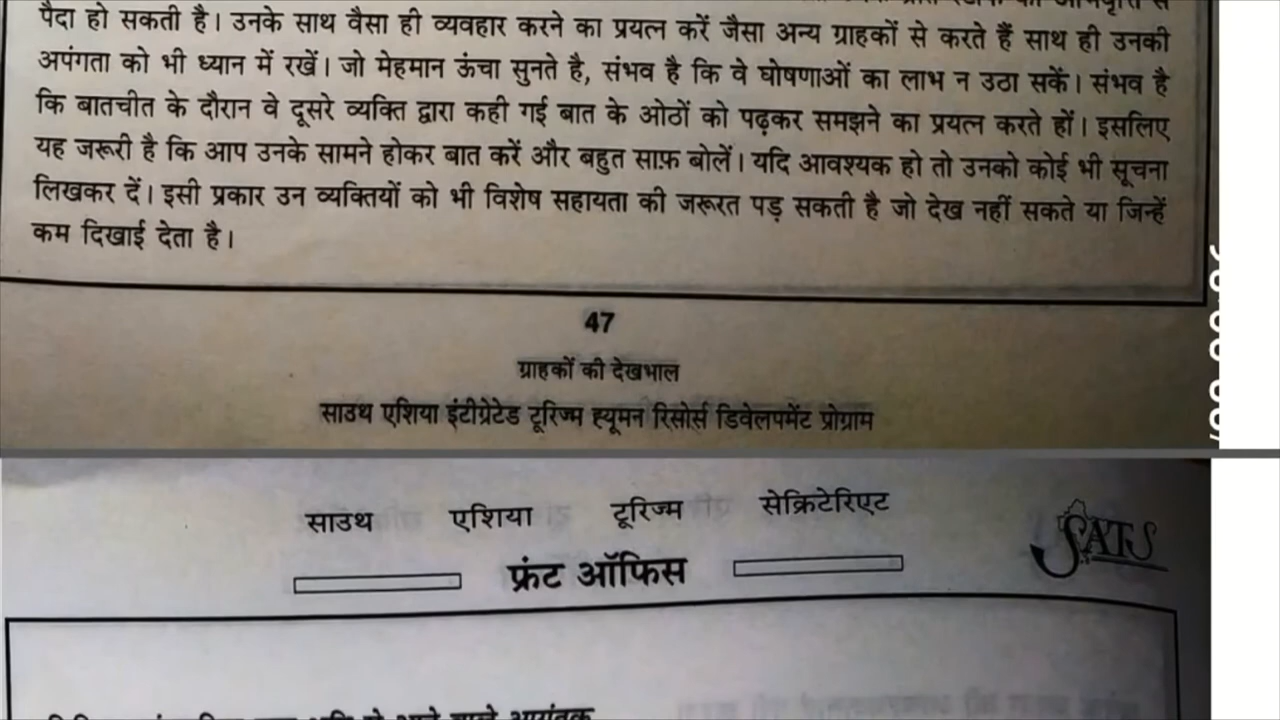 पैदा हो सकती है। उनके साथ वैसा ही व्यवहार करने का प्रयत्न करें जैसा अन्य ग्राहकों से करते हैं साथ ही उनकी
अपंगता को भी ध्यान में रखें। जो मेहमान ऊंचा सुनते है, संभव है कि वे घोषणाओं का लाभ न उठा सकें। संभव है
कि बातचीत के दौरान वे दूसरे व्यक्ति द्वारा कही गई बात के ओठों को पढ़कर समझने का प्रयत्न करते हों। इसलिए
यह जरूरी है कि आप उनके सामने होकर बात करें और बहुत साफ़ बोलें। यदि आवश्यक हो तो उनको कोई भी सूचना
लिखकर दें। इसी प्रकार उन व्यक्तियों को भी विशेष सहायता की जरूरत पड़ सकती है जो देख नहीं सकते या जिन्हें
कम दिखाई देता है।
47
ग्राहकों की देखभाल
साउथ एशिया इंटीग्रेटेड टूरिज्म ह्यूमन रिसोर्स डिवेलपमेंट प्रोग्राम
साउथ एशिया टूरिज्म सेक्रिटेरिएट
SATS
फ्रंट ऑफिस
आने वाले आगंतुक